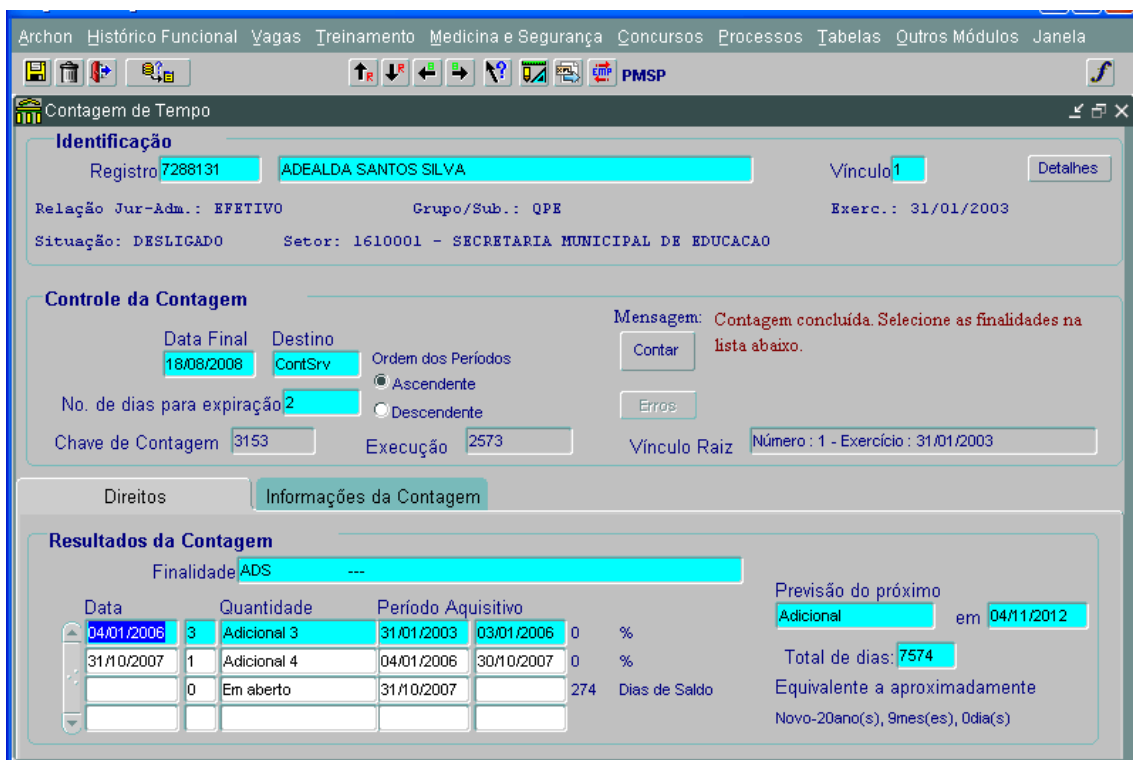 Archon Histórico Funcional Vagas Treinamento Medicina e Segurança Concursos Processos Tabelas Outros Módulos Janela
PMSP
Contagem de Tempo
Identificação
Registro 7288131 ADEALDA SANTOS SILVA Vínculo 1 Detalhes
Relação Jur-Adm.: EFETIVO Grupo/Sub.: QPE Exerc.: 31/01/2003
Situação: DESLIGADO Setor: 1610001 - SECRETARIA MUNICIPAL DE EDUCACAO
Controle da Contagem
Mensagem: Contagem concluída. Selecione as finalidades na
lista abaixo.
Data Final Destino
18/08/2008 ContSrv
Ordem dos Períodos
Contar
Ascendente
No. de dias para expiração 2
Descendente
Erros
Chave de Contagem 3153 Execução 2573 Vínculo Raiz Número : 1 - Exercício : 31/01/2003
Direitos Informações da Contagem
Resultados da Contagem
Finalidade ADS ---
Previsão do próximo
Adicional em 04/11/2012
Data Quantidade Período Aquisitivo
04/01/2006 3 Adicional 3 31/01/2003 03/01/2006 0 %
31/10/2007 1 Adicional 4 04/01/2006 30/10/2007 0 %
Total de dias: 7574
0 Em aberto 31/10/2007 274 Dias de Saldo
Equivalente a aproximadamente
Novo-20ano(s), 9mes(es), 0dia(s)